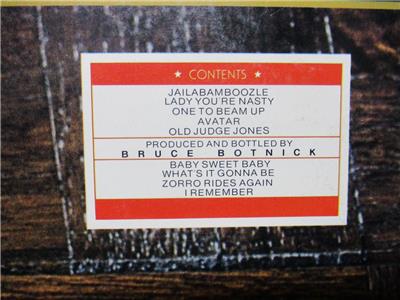 ★ CONTENTS ★
JAILABAMBOOZLE
LADY YOU'RE NASTY
ONE TO BEAM UP
AVATAR
OLD JUDGE JONES
PRODUCED AND BOTTLED BY
BRUCE BOTNICK
BABY SWEET BABY
WHAT'S IT GONNA BE
ZORRO RIDES AGAIN
I REMEMBER